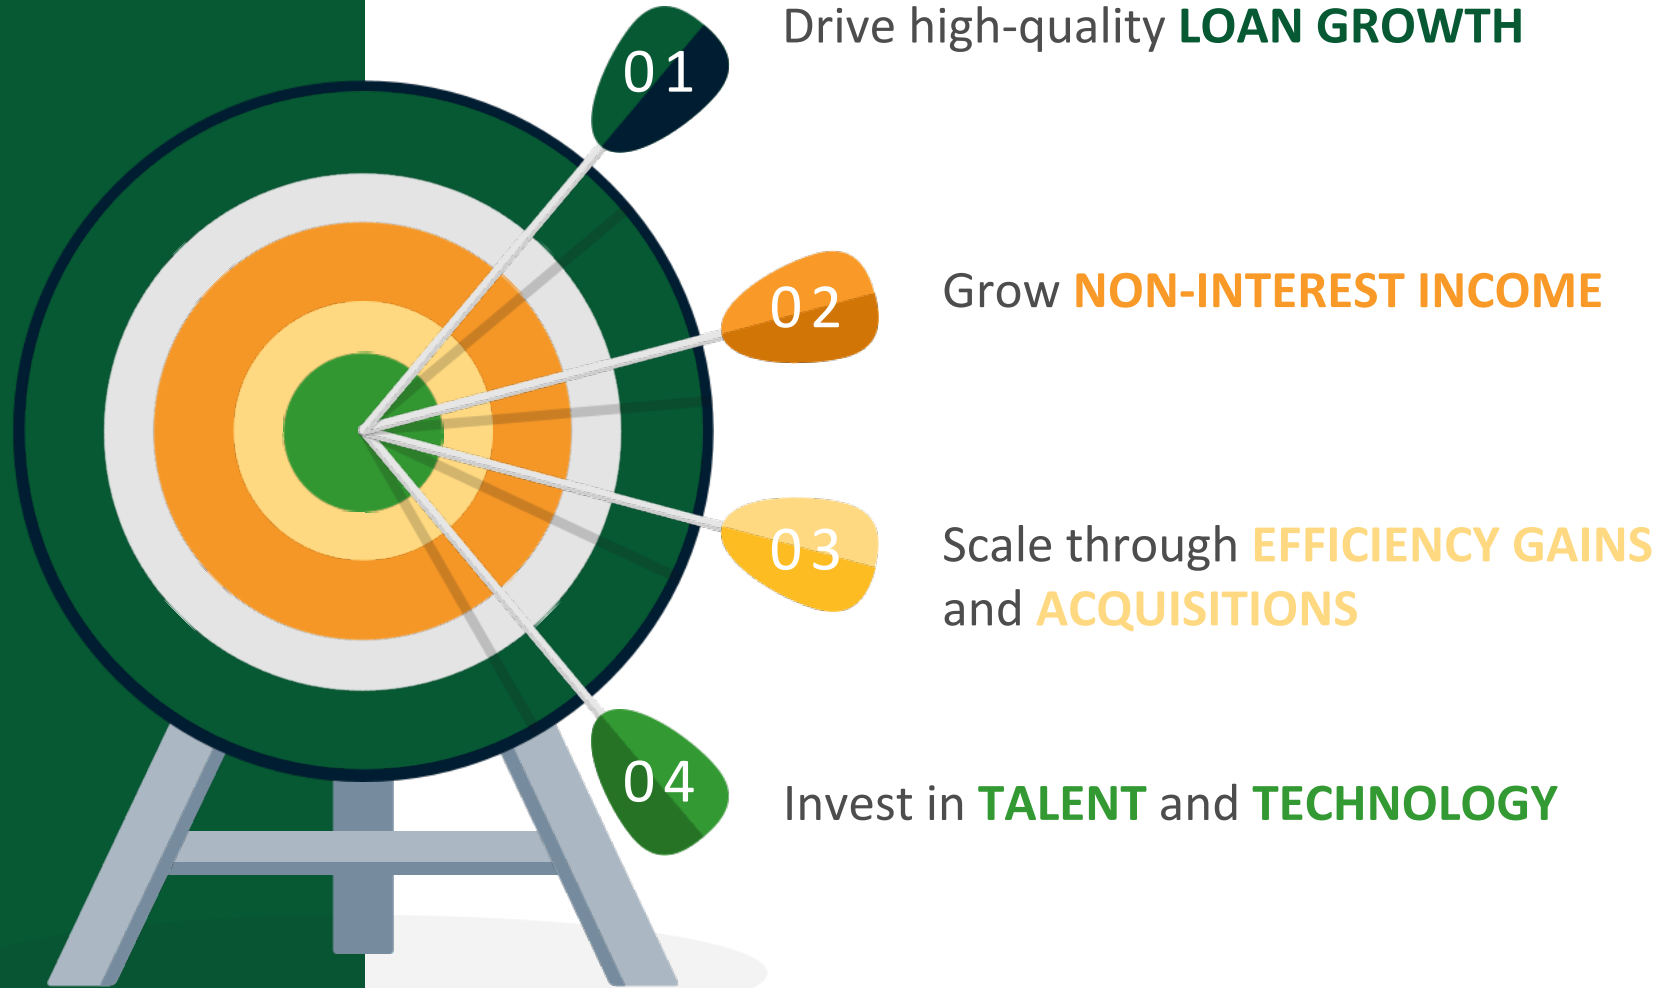 01
Drive high-quality LOAN GROWTH
02
Grow NON-INTEREST INCOME
03
Scale through EFFICIENCY GAINS
and ACQUISITIONS
04
Invest in TALENT and TECHNOLOGY